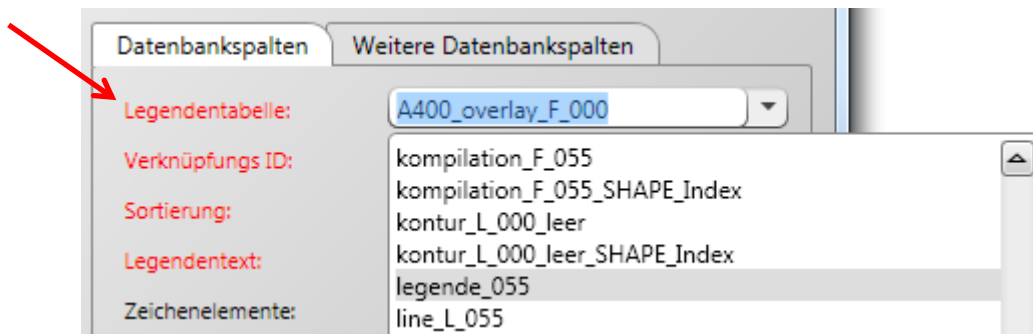 Datenbankspalten Weitere Datenbankspalten
Legendentabelle: A400_overlay_F_000
Verknüpfungs ID: kompilation_F_055
kompilation_F_055_SHAPE_Index
Sortierung: kontur_L_000_leer
kontur_L_000_leer_SHAPE_Index
Legendentext:
legende_055
Zeichenelemente: line_L_055